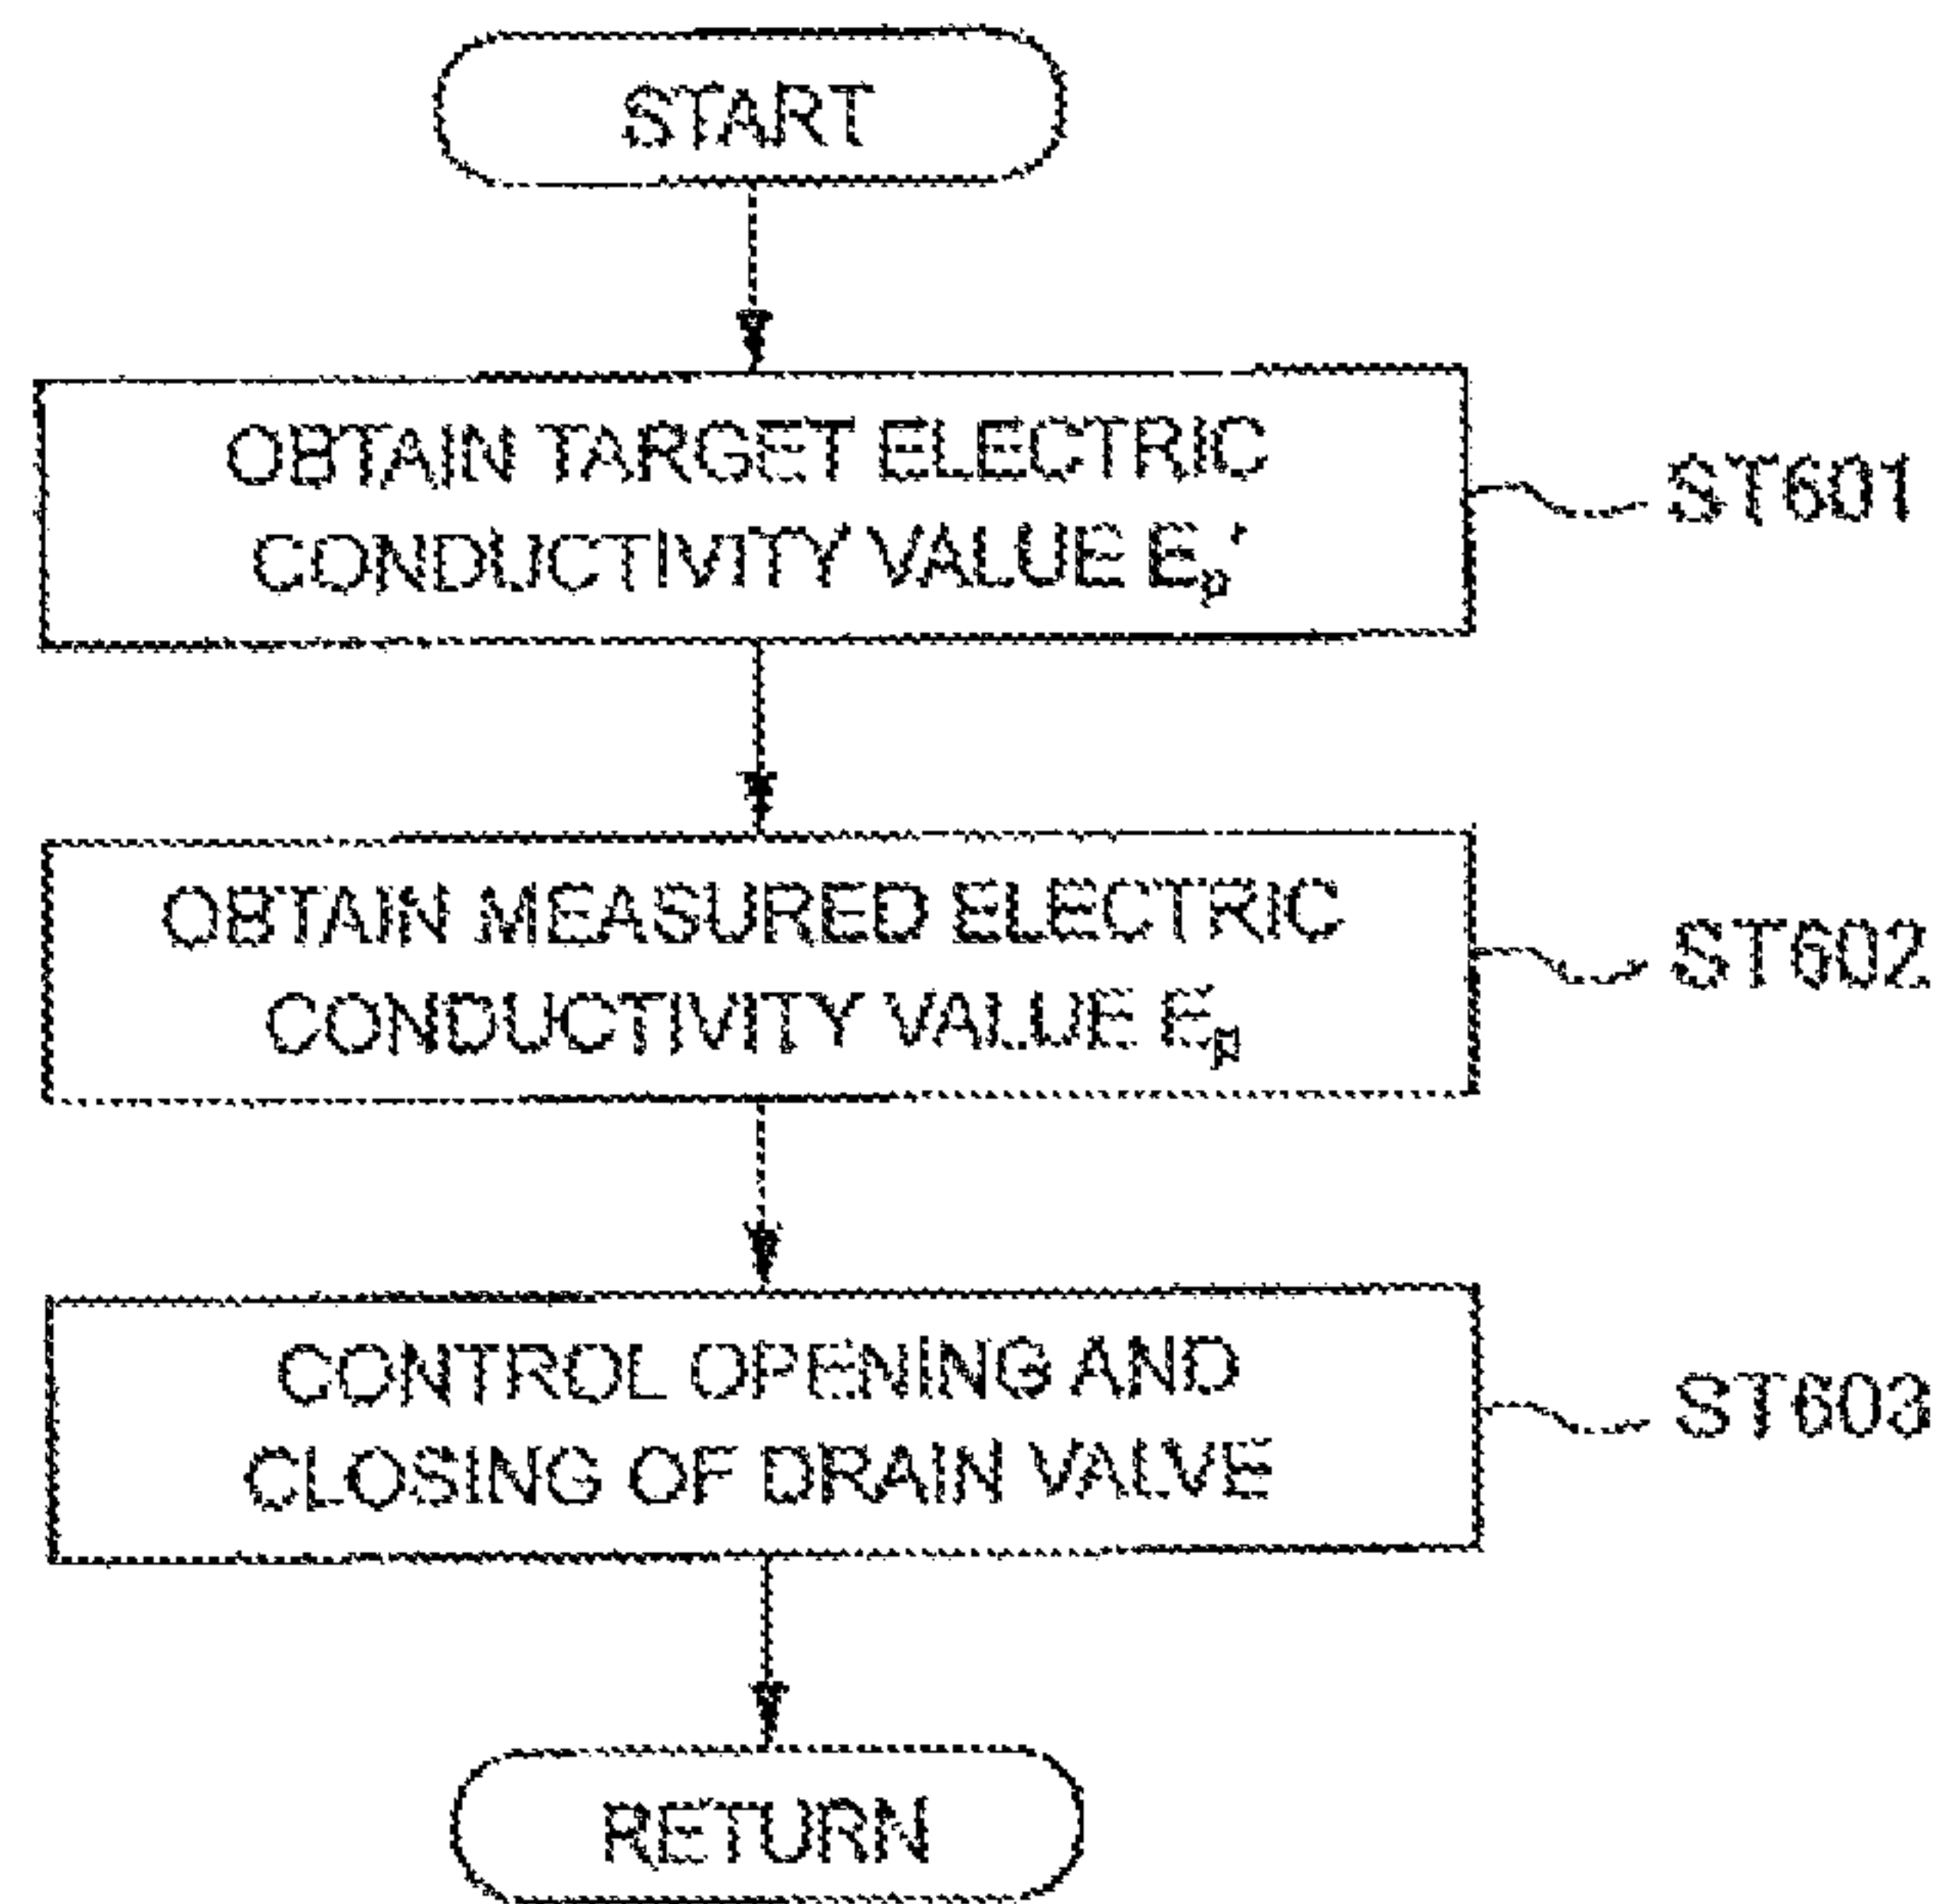 START
OBTAIN TARGET ELECTRIC
CONDUCTIVITY VALUE Ep'
ST601
OBTAIN MEASURED ELECTRIC
CONDUCTIVITY VALUE Ep
ST602
CONTROL OPENING AND
CLOSING OF DRAIN VALVE
ST603
RETURN